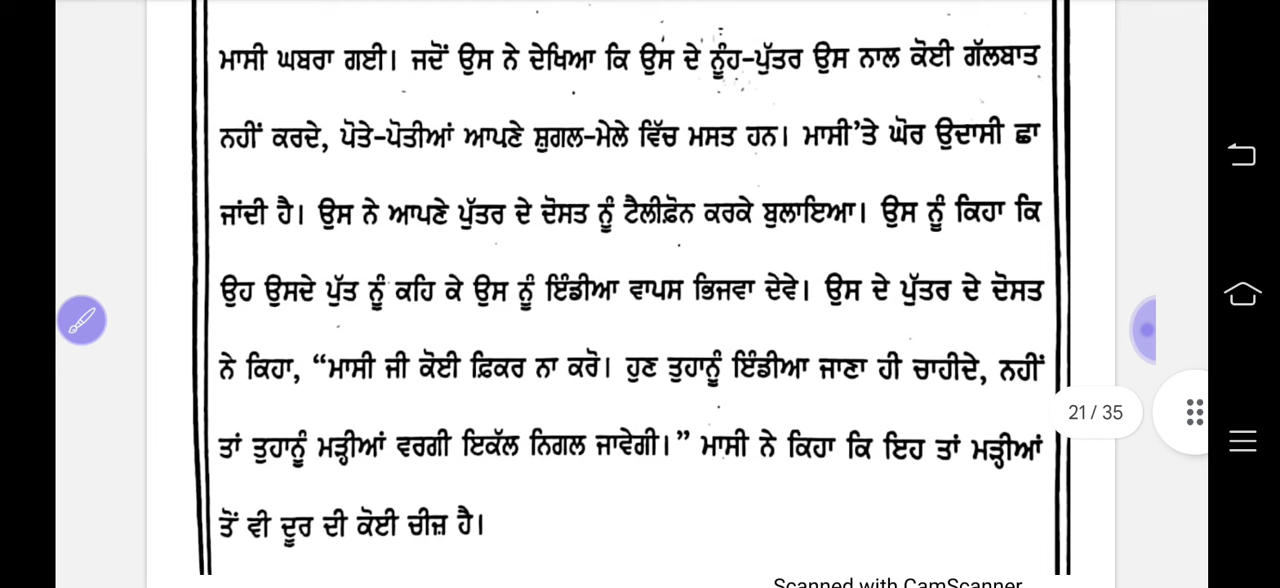 ਮਾਸੀ ਘਬਰਾ ਗਈ। ਜਦੋਂ ਉਸ ਨੇ ਦੇਖਿਆ ਕਿ ਉਸ ਦੇ ਨੂੰਹ-ਪੁੱਤਰ ਉਸ ਨਾਲ ਕੋਈ ਗੱਲਬਾਤ
ਨਹੀਂ ਕਰਦੇ, ਪੋਤੇ-ਪੋਤੀਆਂ ਆਪਣੇ ਸ਼ੁਗਲ-ਮੇਲੇ ਵਿੱਚ ਮਸਤ ਹਨ। ਮਾਸੀ’ਤੇ ਘੋਰ ਉਦਾਸੀ ਛਾ
ਜਾਂਦੀ ਹੈ। ਉਸ ਨੇ ਆਪਣੇ ਪੁੱਤਰ ਦੇ ਦੋਸਤ ਨੂੰ ਟੈਲੀਫ਼ੋਨ ਕਰਕੇ ਬੁਲਾਇਆ। ਉਸ ਨੂੰ ਕਿਹਾ ਕਿ
ਉਹ ਉਸਦੇ ਪੁੱਤ ਨੂੰ ਕਹਿ ਕੇ ਉਸ ਨੂੰ ਇੰਡੀਆ ਵਾਪਸ ਭਿਜਵਾ ਦੇਵੇ। ਉਸ ਦੇ ਪੁੱਤਰ ਦੇ ਦੋਸਤ
ਨੇ ਕਿਹਾ, “ਮਾਸੀ ਜੀ ਕੋਈ ਫ਼ਿਕਰ ਨਾ ਕਰੋ। ਹੁਣ ਤੁਹਾਨੂੰ ਇੰਡੀਆ ਜਾਣਾ ਹੀ ਚਾਹੀਦੇ, ਨਹੀਂ
ਤਾਂ ਤੁਹਾਨੂੰ ਮੜ੍ਹੀਆਂ ਵਰਗੀ ਇਕੱਲ ਨਿਗਲ ਜਾਵੇਗੀ।” ਮਾਸੀ ਨੇ ਕਿਹਾ ਕਿ ਇਹ ਤਾਂ ਮੜ੍ਹੀਆਂ
ਤੋਂ ਵੀ ਦੂਰ ਦੀ ਕੋਈ ਚੀਜ਼ ਹੈ।
21 / 35
Scanned with CamScanner